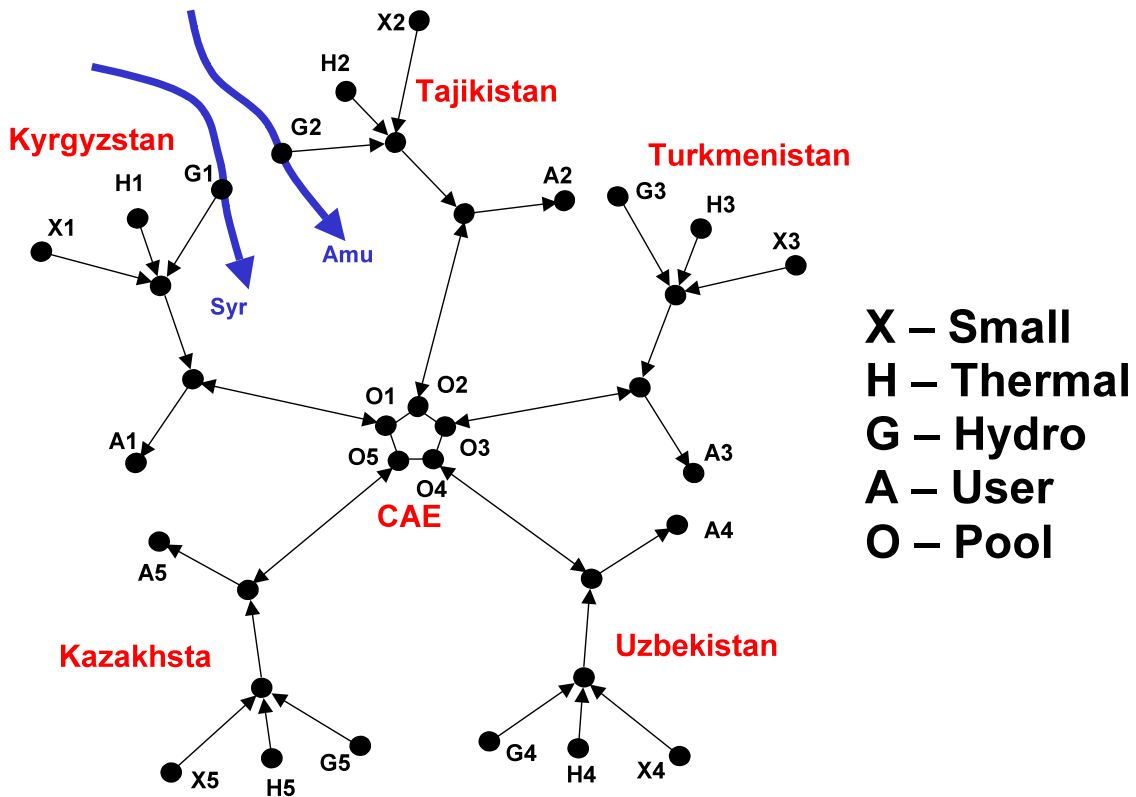 X2
H2
Tajikistan
G2
Kyrgyzstan
G1
H1
X1
A2
Turkmenistan
G3
H3
X3
Amu
Syr
X – Small
H – Thermal
G – Hydro
A – User
O – Pool
O1
O2
O3
O4
O5
CAE
A1
A3
A4
A5
Kazakhsta
Uzbekistan
X5
H5
G5
G4
H4
X4